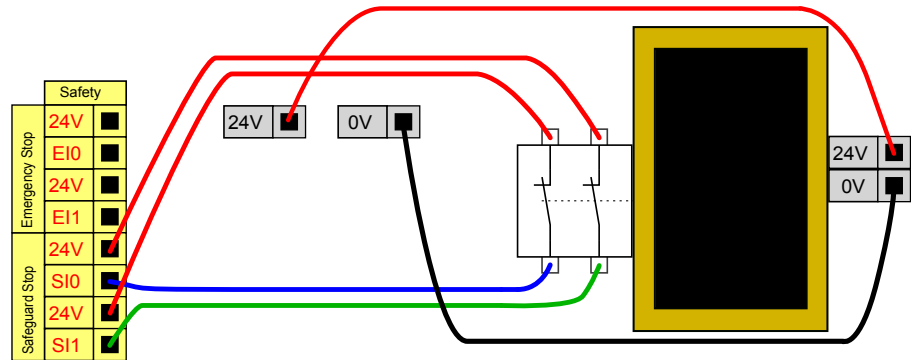 Safety
Emergency Stop
24V
EI0
24V
EI1
Safeguard Stop
24V
SI0
24V
SI1
24V
0V
24V
0V